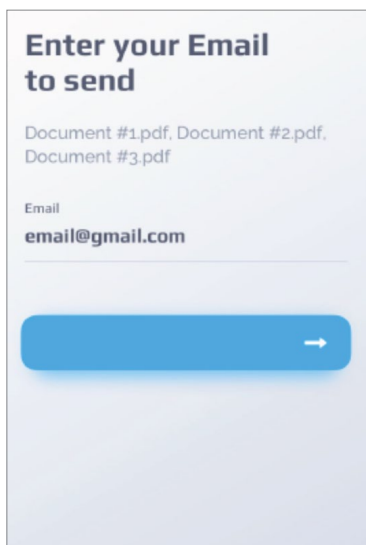 Enter your Email
to send
Document #1.pdf, Document #2.pdf,
Document #3.pdf
Email
email@gmail.com